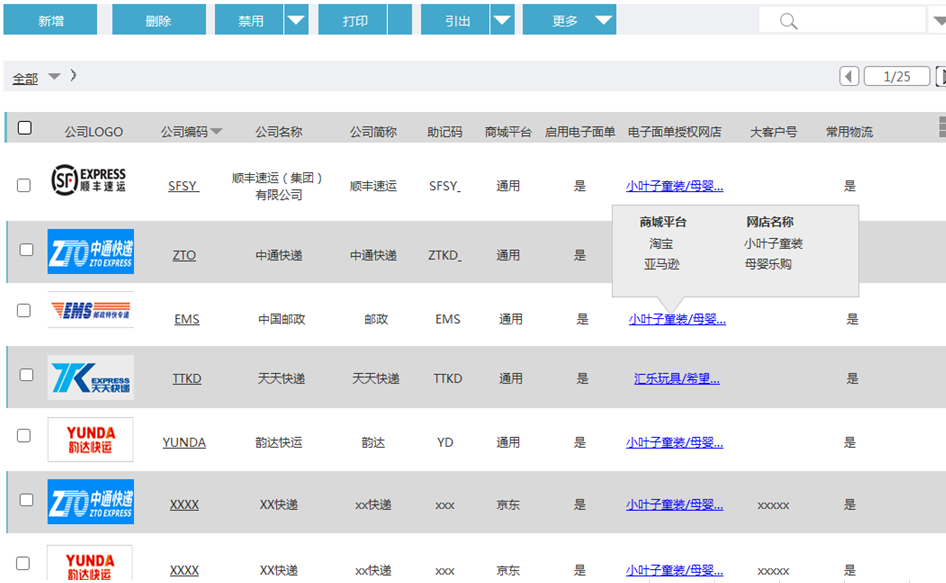 新增 删除 禁用 打印 引出 更多
全部 1/25
公司LOGO 公司编码 公司名称 公司简称 助记码 商城平台 启用电子面单 电子面单授权网店 大客户号 常用物流
SF EXPRESS
顺丰速运
SFSY_ 顺丰速运（集团）
有限公司 顺丰速运 SFSY_ 通用 是 小叶子童装/母婴... 是
商城平台 网店名称
淘宝 小叶子童装
亚马逊 母婴乐购
ZTO 中通快递
ZTO EXPRESS
ZTO 中通快递 中通快递 ZTKD_ 通用 是
EMS 邮政特快专递
EMS 中国邮政 邮政 EMS 通用 是 小叶子童装/母婴... 是
EXPRESS
天天快递
TTKD 天天快递 天天快递 TTKD 通用 是 汇乐玩具/希望... 是
YUNDA
韵达快运
YUNDA 韵达快运 韵达 YD 通用 是 小叶子童装/母婴... 是
ZTO 中通快递
ZTO EXPRESS
XXXX XX快递 xx快递 xxx 京东 是 小叶子童装/母婴... xxxxx 是
YUNDA
韵达快运
XXXX XX快递 xx快递 xxx 京东 是 小叶子童装/母婴... xxxxx 是